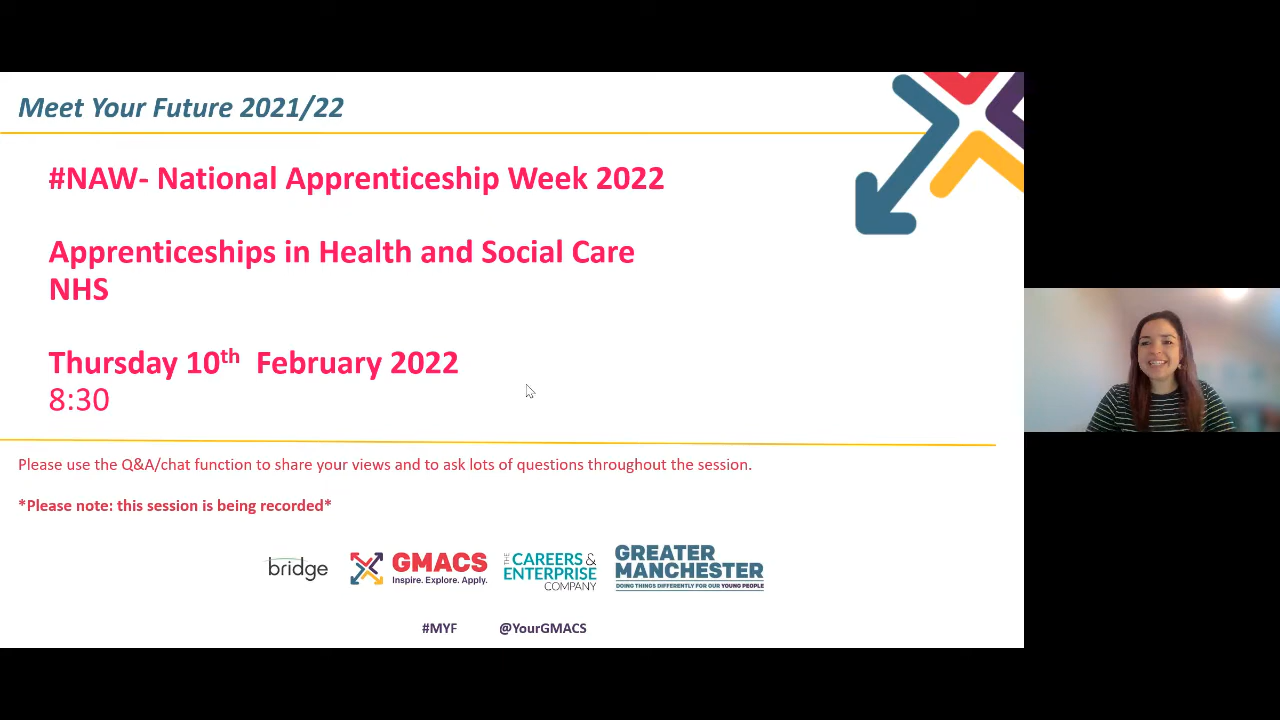 Meet Your Future 2021/22
#NAW- National Apprenticeship Week 2022
Apprenticeships in Health and Social Care
NHS
Thursday 10th February 2022
8:30
Please use the Q&A/chat function to share your views and to ask lots of questions throughout the session.
*Please note: this session is being recorded*
bridge
GMACS
Inspire. Explore. Apply.
THE CAREERS &
ENTERPRISE
COMPANY
GREATER
MANCHESTER
DOING THINGS DIFFERENTLY FOR OUR YOUNG PEOPLE
#MYF @YourGMACS